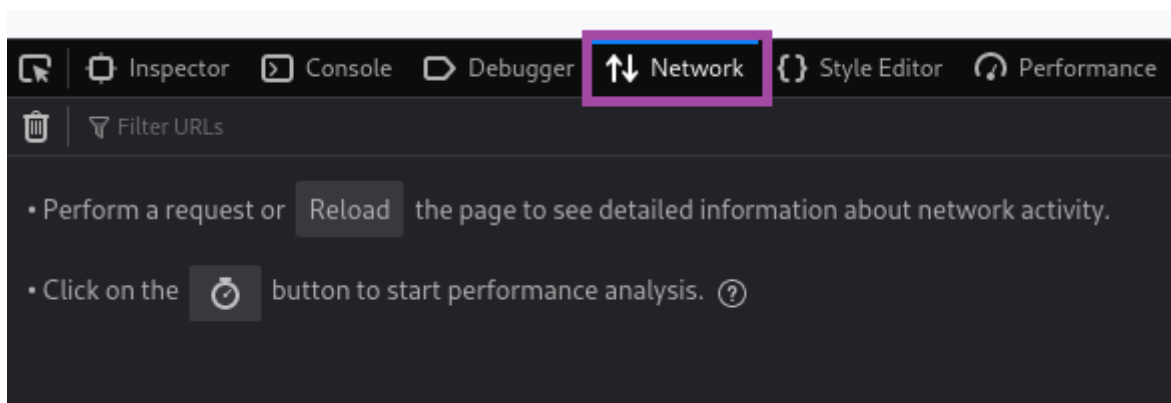 Inspector Console Debugger Network Style Editor Performance
Filter URLs
• Perform a request or Reload the page to see detailed information about network activity.
• Click on the button to start performance analysis.